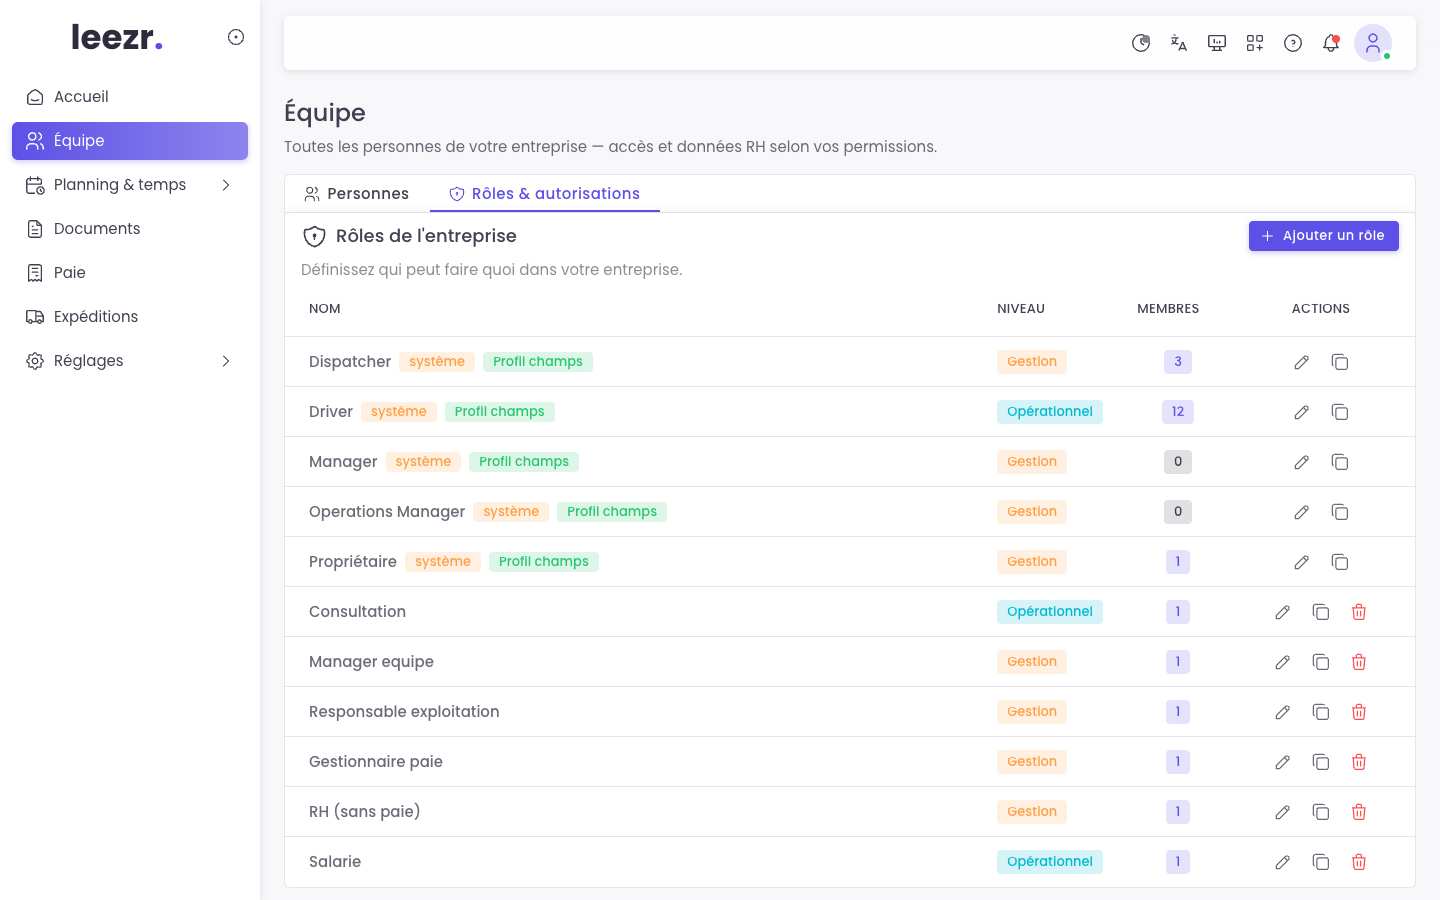 leezr.
Accueil
Équipe
Planning & temps
Documents
Paie
Expéditions
Réglages
Équipe
Toutes les personnes de votre entreprise — accès et données RH selon vos permissions.
Personnes
Rôles & autorisations
Rôles de l'entreprise
Ajouter un rôle
Définissez qui peut faire quoi dans votre entreprise.
NOM NIVEAU MEMBRES ACTIONS
Dispatcher système Profil champs Gestion 3
Driver système Profil champs Opérationnel 12
Manager système Profil champs Gestion 0
Operations Manager système Profil champs Gestion 0
Propriétaire système Profil champs Gestion 1
Consultation Opérationnel 1
Manager equipe Gestion 1
Responsable exploitation Gestion 1
Gestionnaire paie Gestion 1
RH (sans paie) Gestion 1
Salarie Opérationnel 1